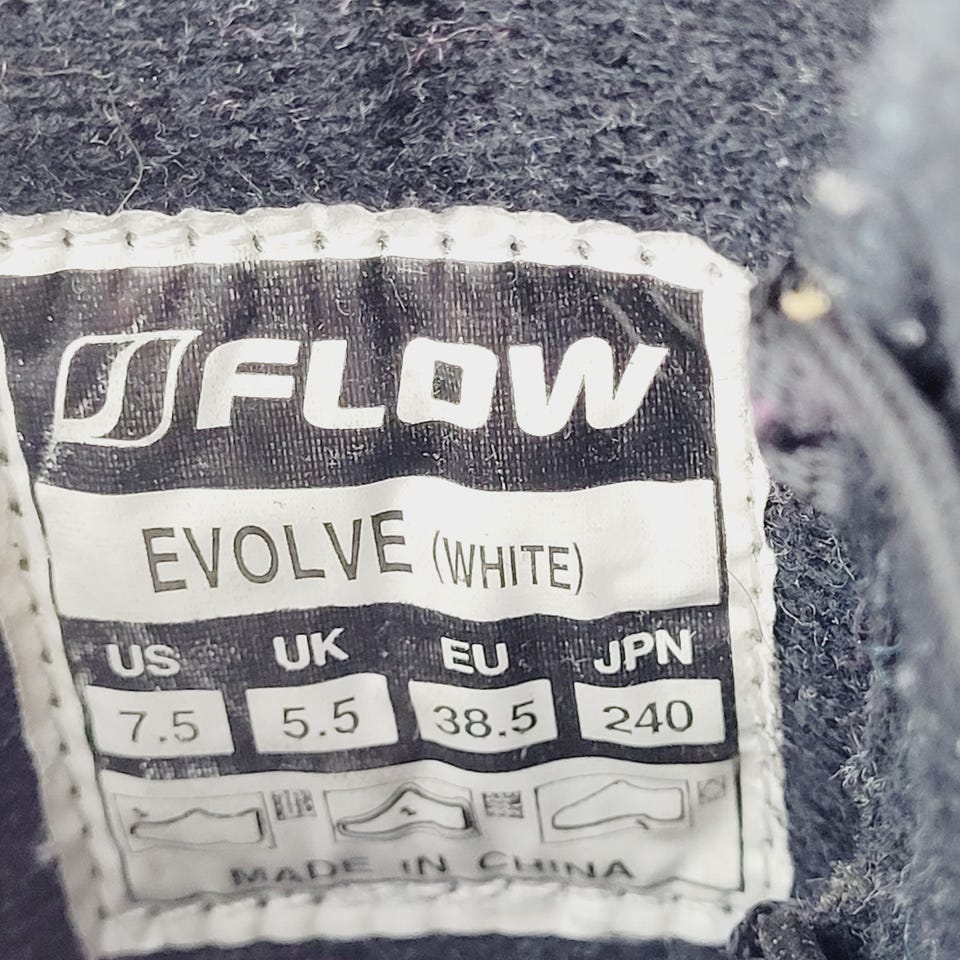 FLOW
EVOLVE (WHITE)
US UK EU JPN
7.5 5.5 38.5 240
MADE IN CHINA